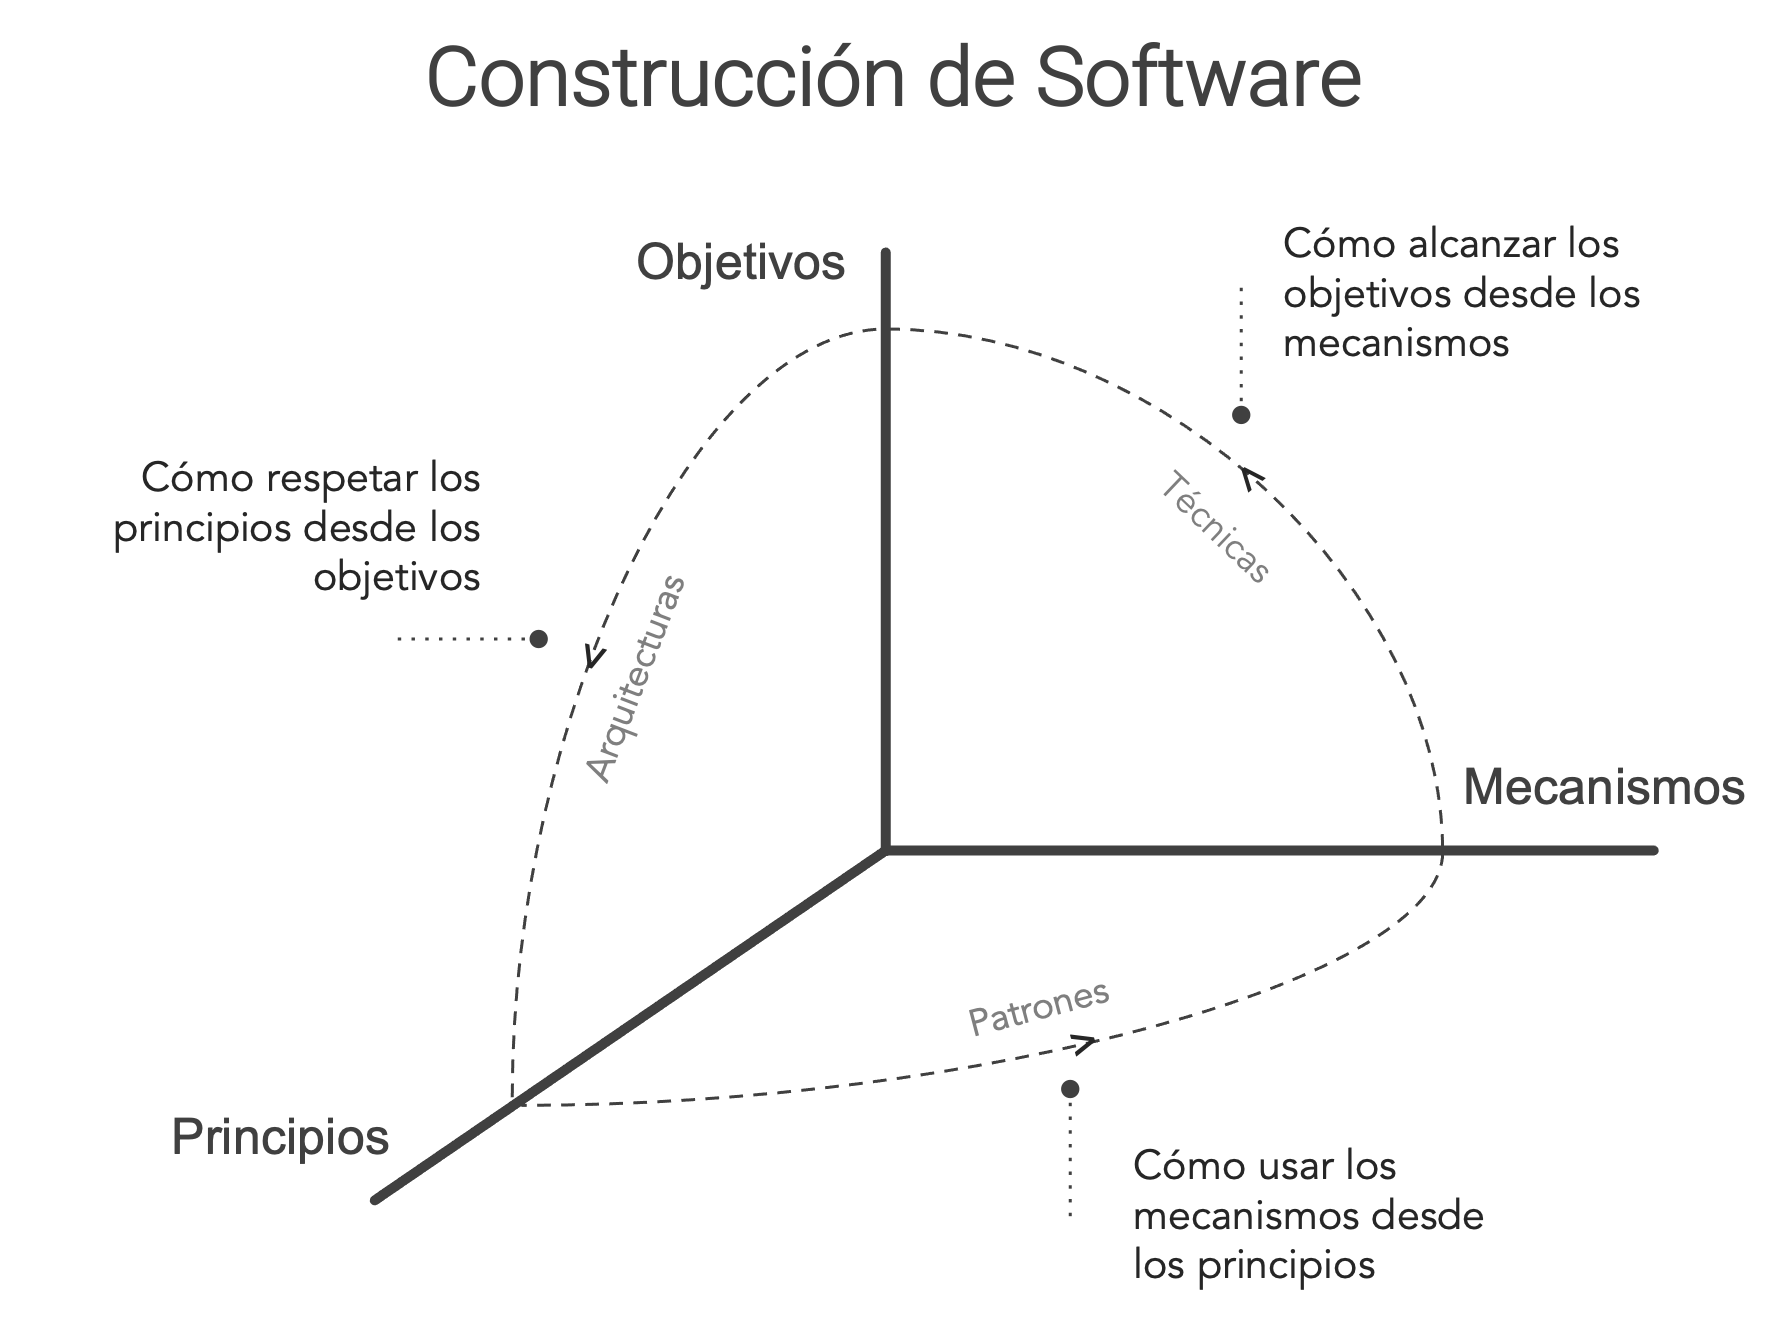 Construcción de Software
Objetivos
Cómo alcanzar los
objetivos desde los
mecanismos
Cómo respetar los
principios desde los
objetivos
Técnicas
Arquitecturas
Mecanismos
Patrones
Principios
Cómo usar los
mecanismos desde
los principios